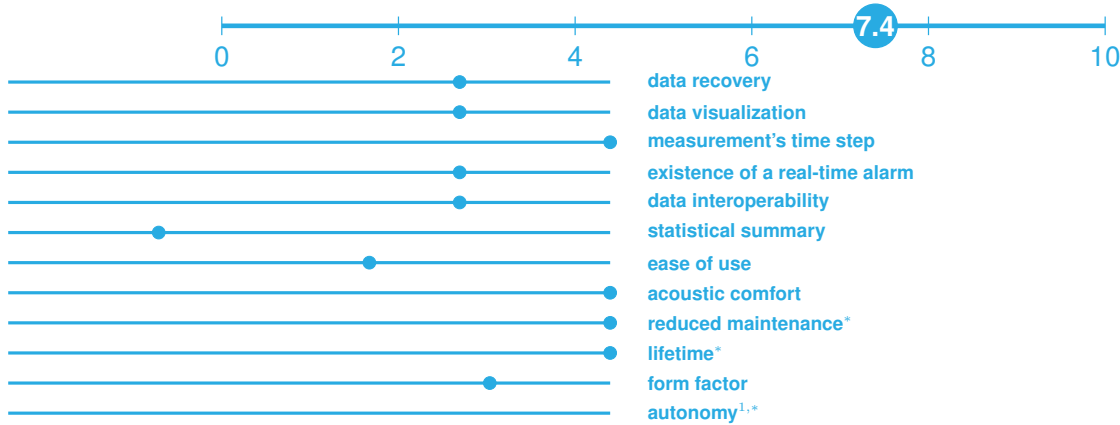 7.4
0 2 4 6 8 10
data recovery
data visualization
measurement's time step
existence of a real-time alarm
data interoperability
statistical summary
ease of use
acoustic comfort
reduced maintenance*
lifetime*
form factor
autonomy1,*